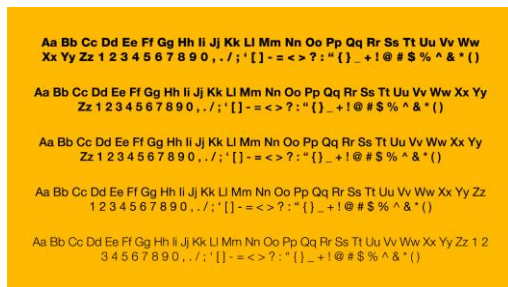 Aa Bb Cc Dd Ee Ff Gg Hh Ii Jj Kk Ll Mm Nn Oo Pp Qq Rr Ss Tt Uu Vv Ww
Xx Yy Zz 1 2 3 4 5 6 7 8 9 0 , . / ; ‘ [ ] - = < > ? : “ { } _ + ! @ # $ % ^ & * ( )
Aa Bb Cc Dd Ee Ff Gg Hh Ii Jj Kk Ll Mm Nn Oo Pp Qq Rr Ss Tt Uu Vv Ww Xx Yy
Zz 1 2 3 4 5 6 7 8 9 0 , . / ; ‘ [ ] - = < > ? : “ { } _ + ! @ # $ % ^ & * ( )
Aa Bb Cc Dd Ee Ff Gg Hh Ii Jj Kk Ll Mm Nn Oo Pp Qq Rr Ss Tt Uu Vv Ww Xx Yy
Zz 1 2 3 4 5 6 7 8 9 0 , . / ; ‘ [ ] - = < > ? : “ { } _ + ! @ # $ % ^ & * ( )
Aa Bb Cc Dd Ee Ff Gg Hh Ii Jj Kk Ll Mm Nn Oo Pp Qq Rr Ss Tt Uu Vv Ww Xx Yy Zz
1 2 3 4 5 6 7 8 9 0 , . / ; ‘ [ ] - = < > ? : “ { } _ + ! @ # $ % ^ & * ( )
Aa Bb Cc Dd Ee Ff Gg Hh Ii Jj Kk Ll Mm Nn Oo Pp Qq Rr Ss Tt Uu Vv Ww Xx Yy Zz 1 2
3 4 5 6 7 8 9 0 , . / ; ‘ [ ] - = < > ? : “ { } _ + ! @ # $ % ^ & * ( )